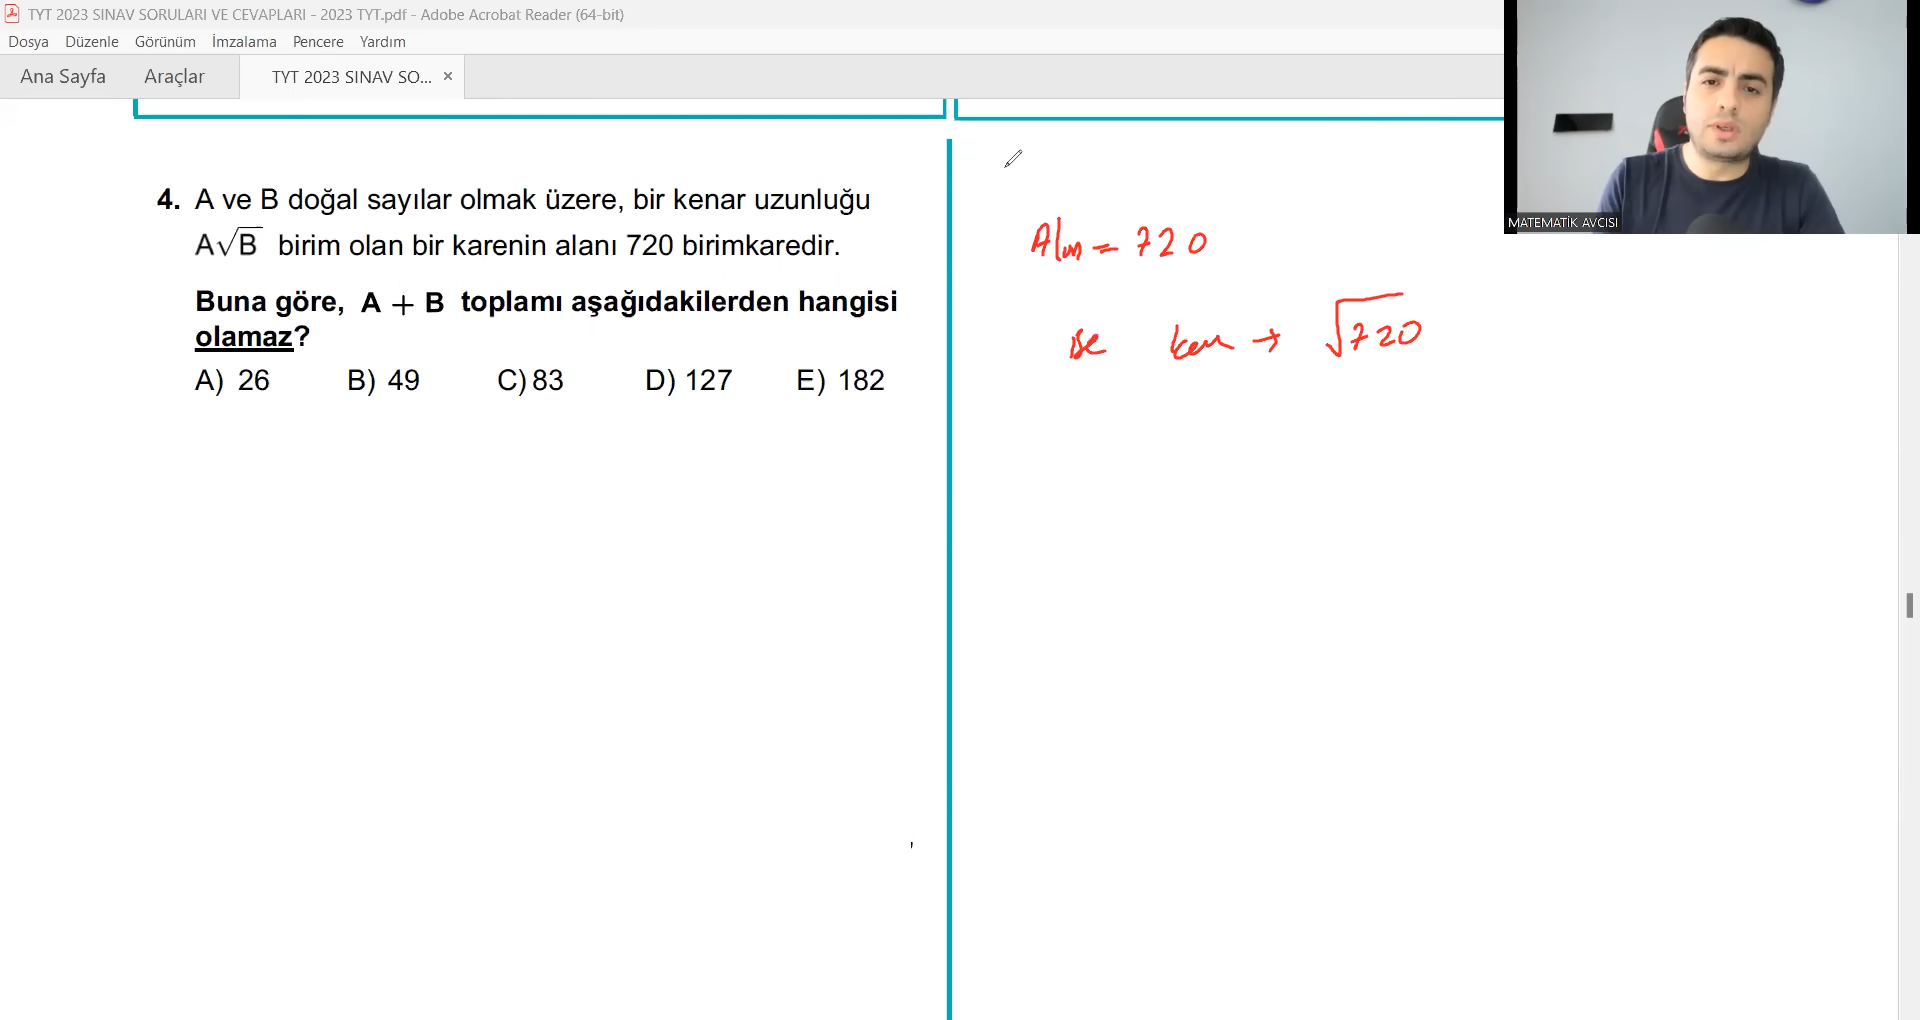 TYT 2023 SINAV SORULARI VE CEVAPLARI - 2023 TYT.pdf - Adobe Acrobat Reader (64-bit)
Dosya Düzenle Görünüm İmzalama Pencere Yardım
Ana Sayfa Araçlar TYT 2023 SINAV SO... ×
MATEMATİK AVCISI
4. A ve B doğal sayılar olmak üzere, bir kenar uzunluğu
A√B birim olan bir karenin alanı 720 birimkaredir.
Buna göre, A + B toplamı aşağıdakilerden hangisi
olamaz?
A) 26 B) 49 C) 83 D) 127 E) 182
Alan = 720
ise kenar → √720